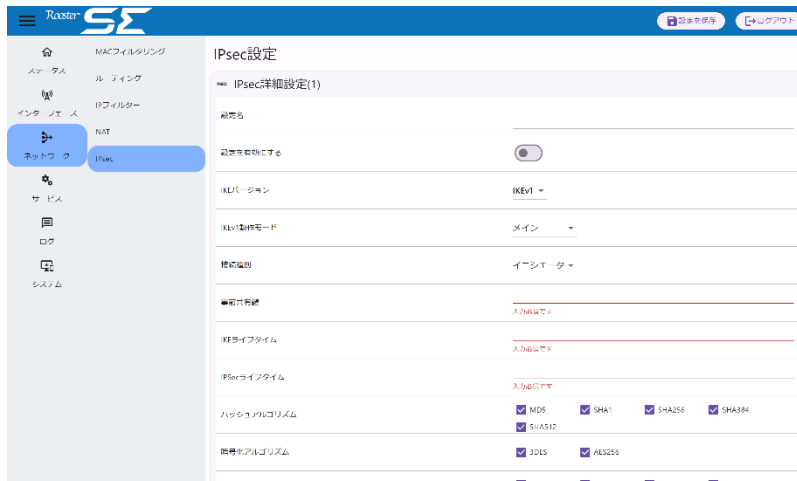 Rooster SΣ
設定を保存
ログアウト
ステータス
インターフェース
ネットワーク
サービス
ログ
システム
MACフィルタリング
ルーティング
IPフィルター
NAT
IPsec
IPsec設定
IPsec詳細設定(1)
設定名
設定を有効にする
IKEバージョン
IKEv1
IKEv1動作モード
メイン
接続種別
イニシエータ
事前共有鍵
入力必須です
IKEライフタイム
入力必須です
IPSecライフタイム
入力必須です
ハッシュアルゴリズム
MD5 SHA1 SHA256 SHA384
SHA512
暗号化アルゴリズム
3DES AES256